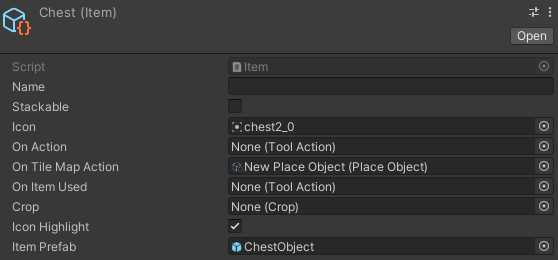 Chest (Item)
Open
Script Item
Name
Stackable
Icon chest2_0
On Action None (Tool Action)
On Tile Map Action New Place Object (Place Object)
On Item Used None (Tool Action)
Crop None (Crop)
Icon Highlight
Item Prefab ChestObject